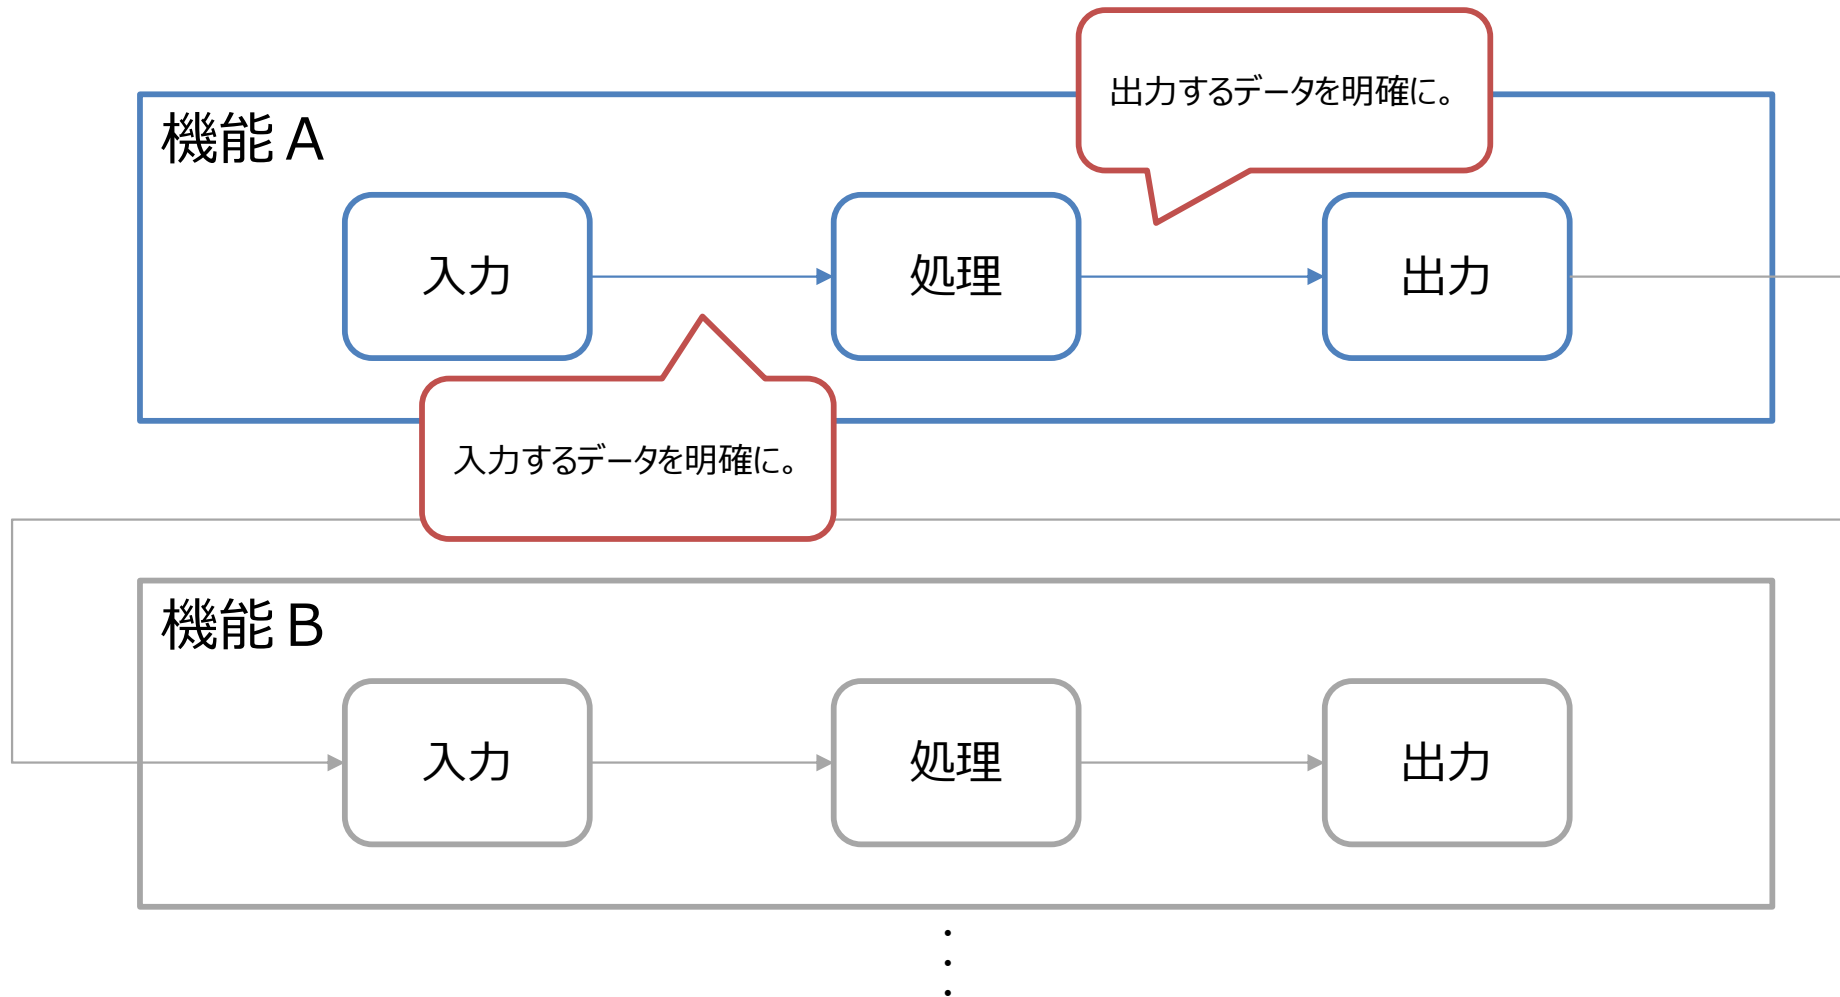 出力するデータを明確に。
機能 A
入力
処理
出力
入力するデータを明確に。
機能 B
入力
処理
出力
・
・
・